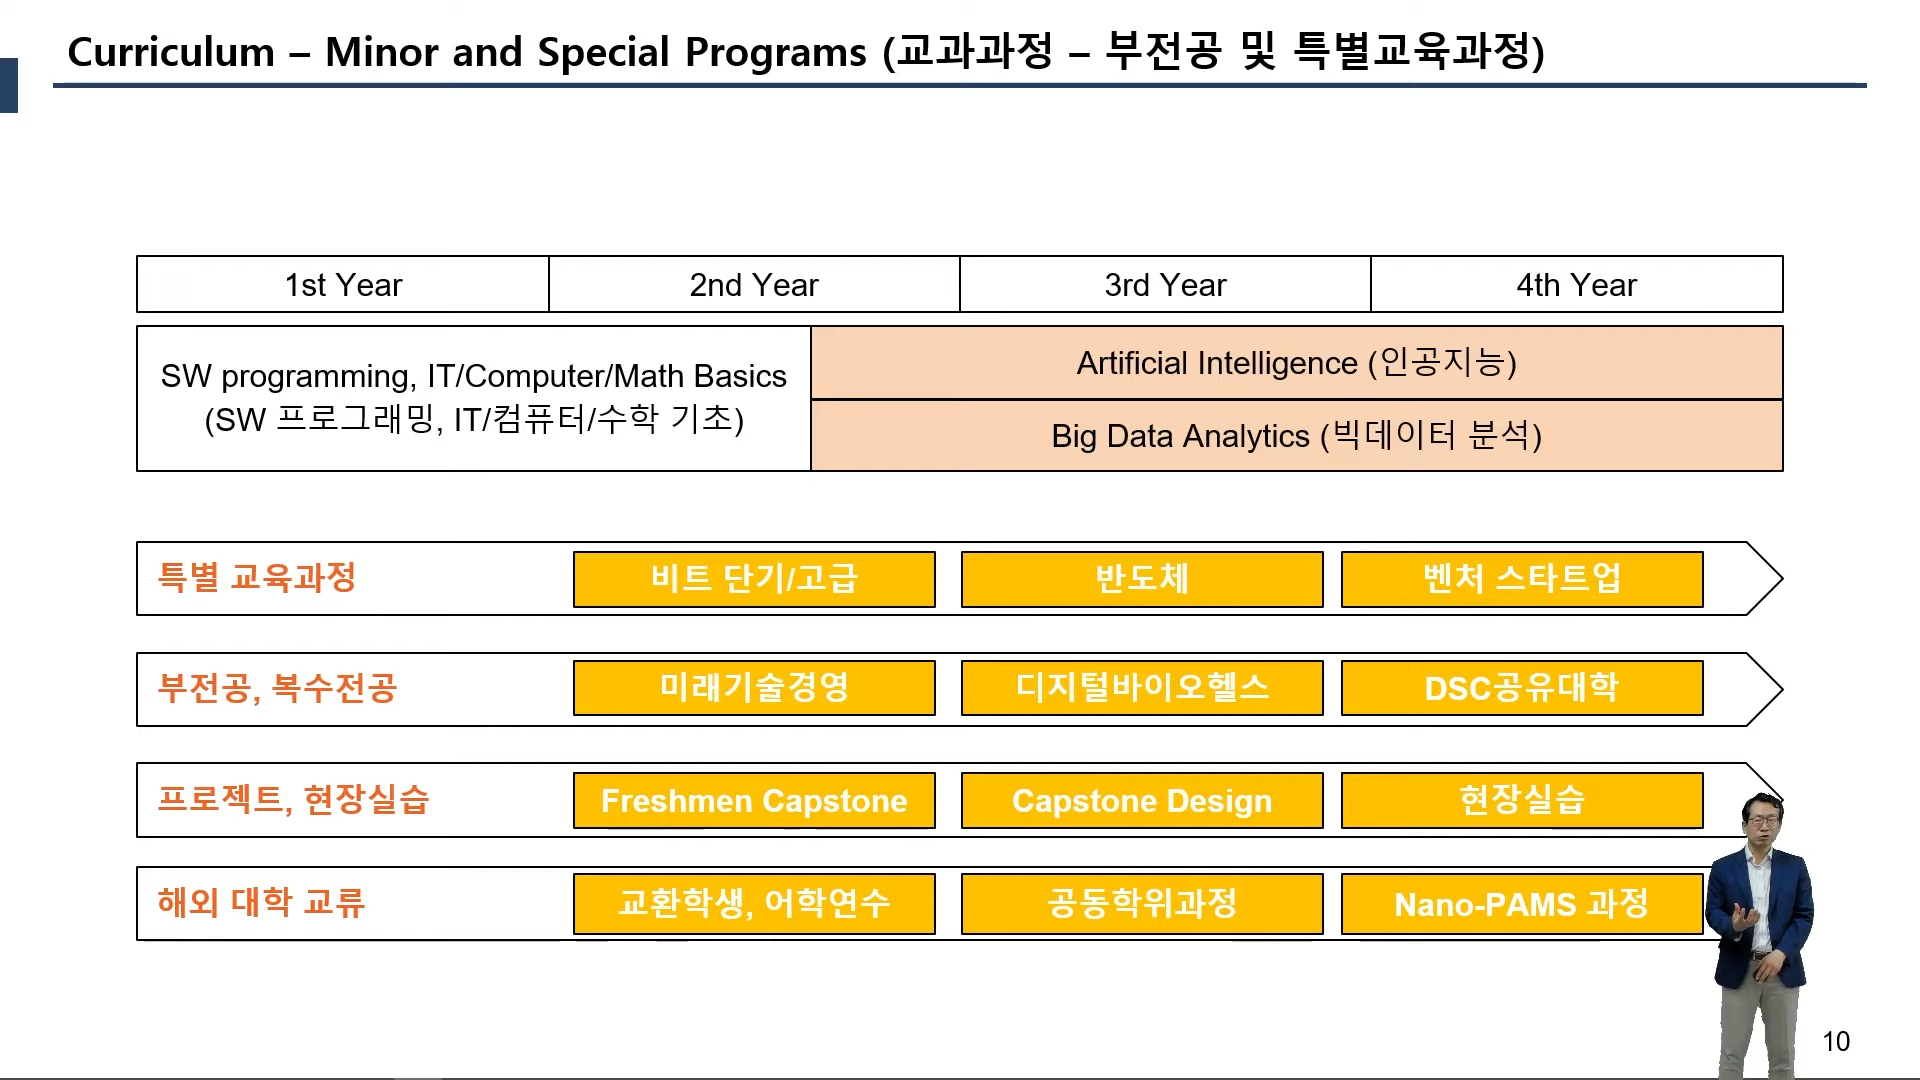 Curriculum – Minor and Special Programs (교과과정 – 부전공 및 특별교육과정)
1st Year
2nd Year
3rd Year
4th Year
SW programming, IT/Computer/Math Basics
(SW 프로그래밍, IT/컴퓨터/수학 기초)
Artificial Intelligence (인공지능)
Big Data Analytics (빅데이터 분석)
특별 교육과정
비트 단기/고급
반도체
벤처 스타트업
부전공, 복수전공
미래기술경영
디지털바이오헬스
DSC공유대학
프로젝트, 현장실습
Freshmen Capstone
Capstone Design
현장실습
해외 대학 교류
교환학생, 어학연수
공동학위과정
Nano-PAMS 과정
10